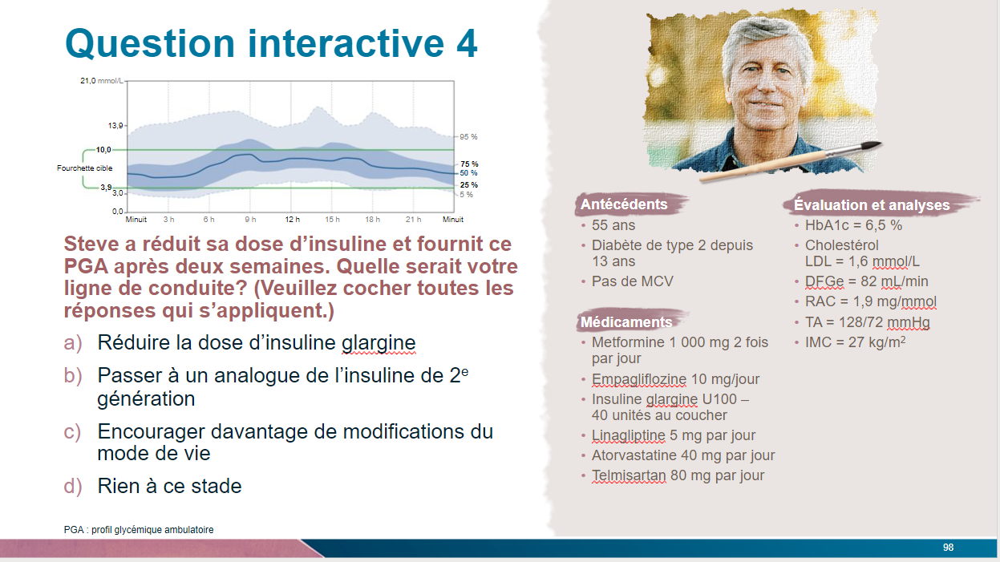 Question interactive 4
21,0 mmol/L
13,9
10,0
Fourchette cible
3,9
3,0
0,0
95 %
75 %
50 %
25 %
5 %
Minuit 3 h 6 h 9 h 12 h 15 h 18 h 21 h Minuit
Steve a réduit sa dose d’insuline et fournit ce
PGA après deux semaines. Quelle serait votre
ligne de conduite? (Veuillez cocher toutes les
réponses qui s’appliquent.)
a) Réduire la dose d’insuline glargine
b) Passer à un analogue de l’insuline de 2e
génération
c) Encourager davantage de modifications du
mode de vie
d) Rien à ce stade
PGA : profil glycémique ambulatoire
Antécédents
• 55 ans
• Diabète de type 2 depuis
13 ans
• Pas de MCV
Médicaments
• Metformine 1 000 mg 2 fois
par jour
• Empagliflozine 10 mg/jour
• Insuline glargine U100 –
40 unités au coucher
• Linagliptine 5 mg par jour
• Atorvastatine 40 mg par jour
• Telmisartan 80 mg par jour
Évaluation et analyses
• HbA1c = 6,5 %
• Cholestérol
LDL = 1,6 mmol/L
• DFGe = 82 mL/min
• RAC = 1,9 mg/mmol
• TA = 128/72 mmHg
• IMC = 27 kg/m2
98